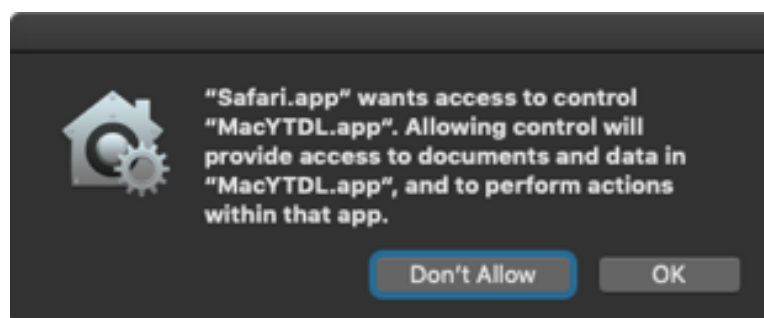 “Safari.app” wants access to control
“MacYTDL.app”. Allowing control will
provide access to documents and data in
“MacYTDL.app”, and to perform actions
within that app.
Don't Allow
OK